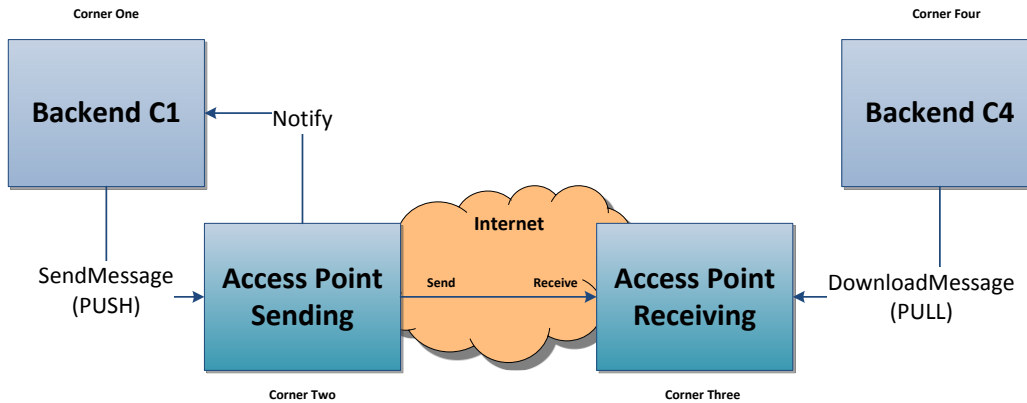 Corner One
Corner Four
Backend C1
Backend C4
Notify
Internet
SendMessage
(PUSH)
Access Point
Sending
Send
Receive
Access Point
Receiving
DownloadMessage
(PULL)
Corner Two
Corner Three